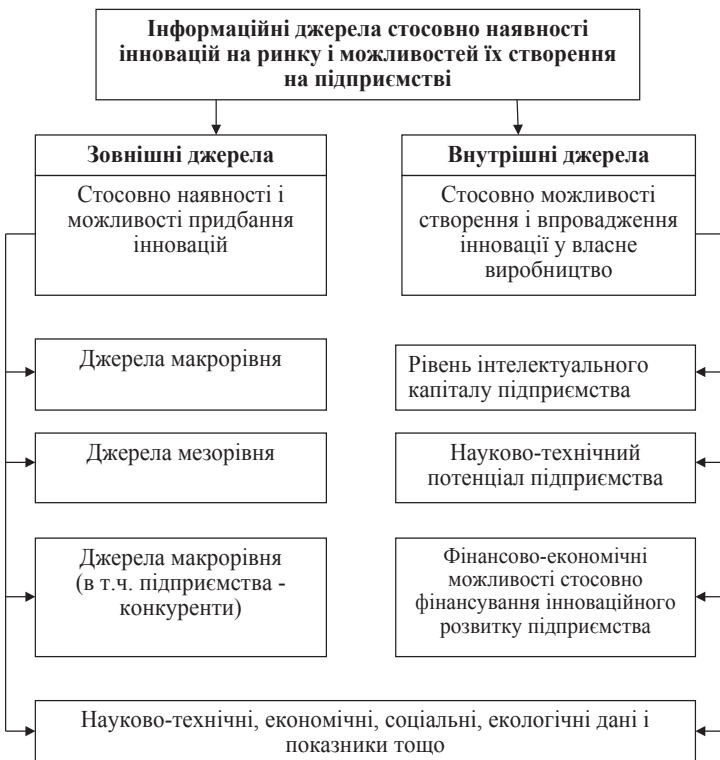 Інформаційні джерела стосовно наявності
інновацій на ринку і можливостей їх створення
на підприємстві
Зовнішні джерела
Стосовно наявності і
можливості придбання
інновацій
Внутрішні джерела
Стосовно можливості
створення і впровадження
інновації у власне
виробництво
Джерела макрорівня
Рівень інтелектуального
капіталу підприємства
Джерела мезорівня
Науково-технічний
потенціал підприємства
Джерела макрорівня
(в т.ч. підприємства -
конкуренти)
Фінансово-економічні
можливості стосовно
фінансування інноваційного
розвитку підприємства
Науково-технічні, економічні, соціальні, екологічні дані і
показники тощо